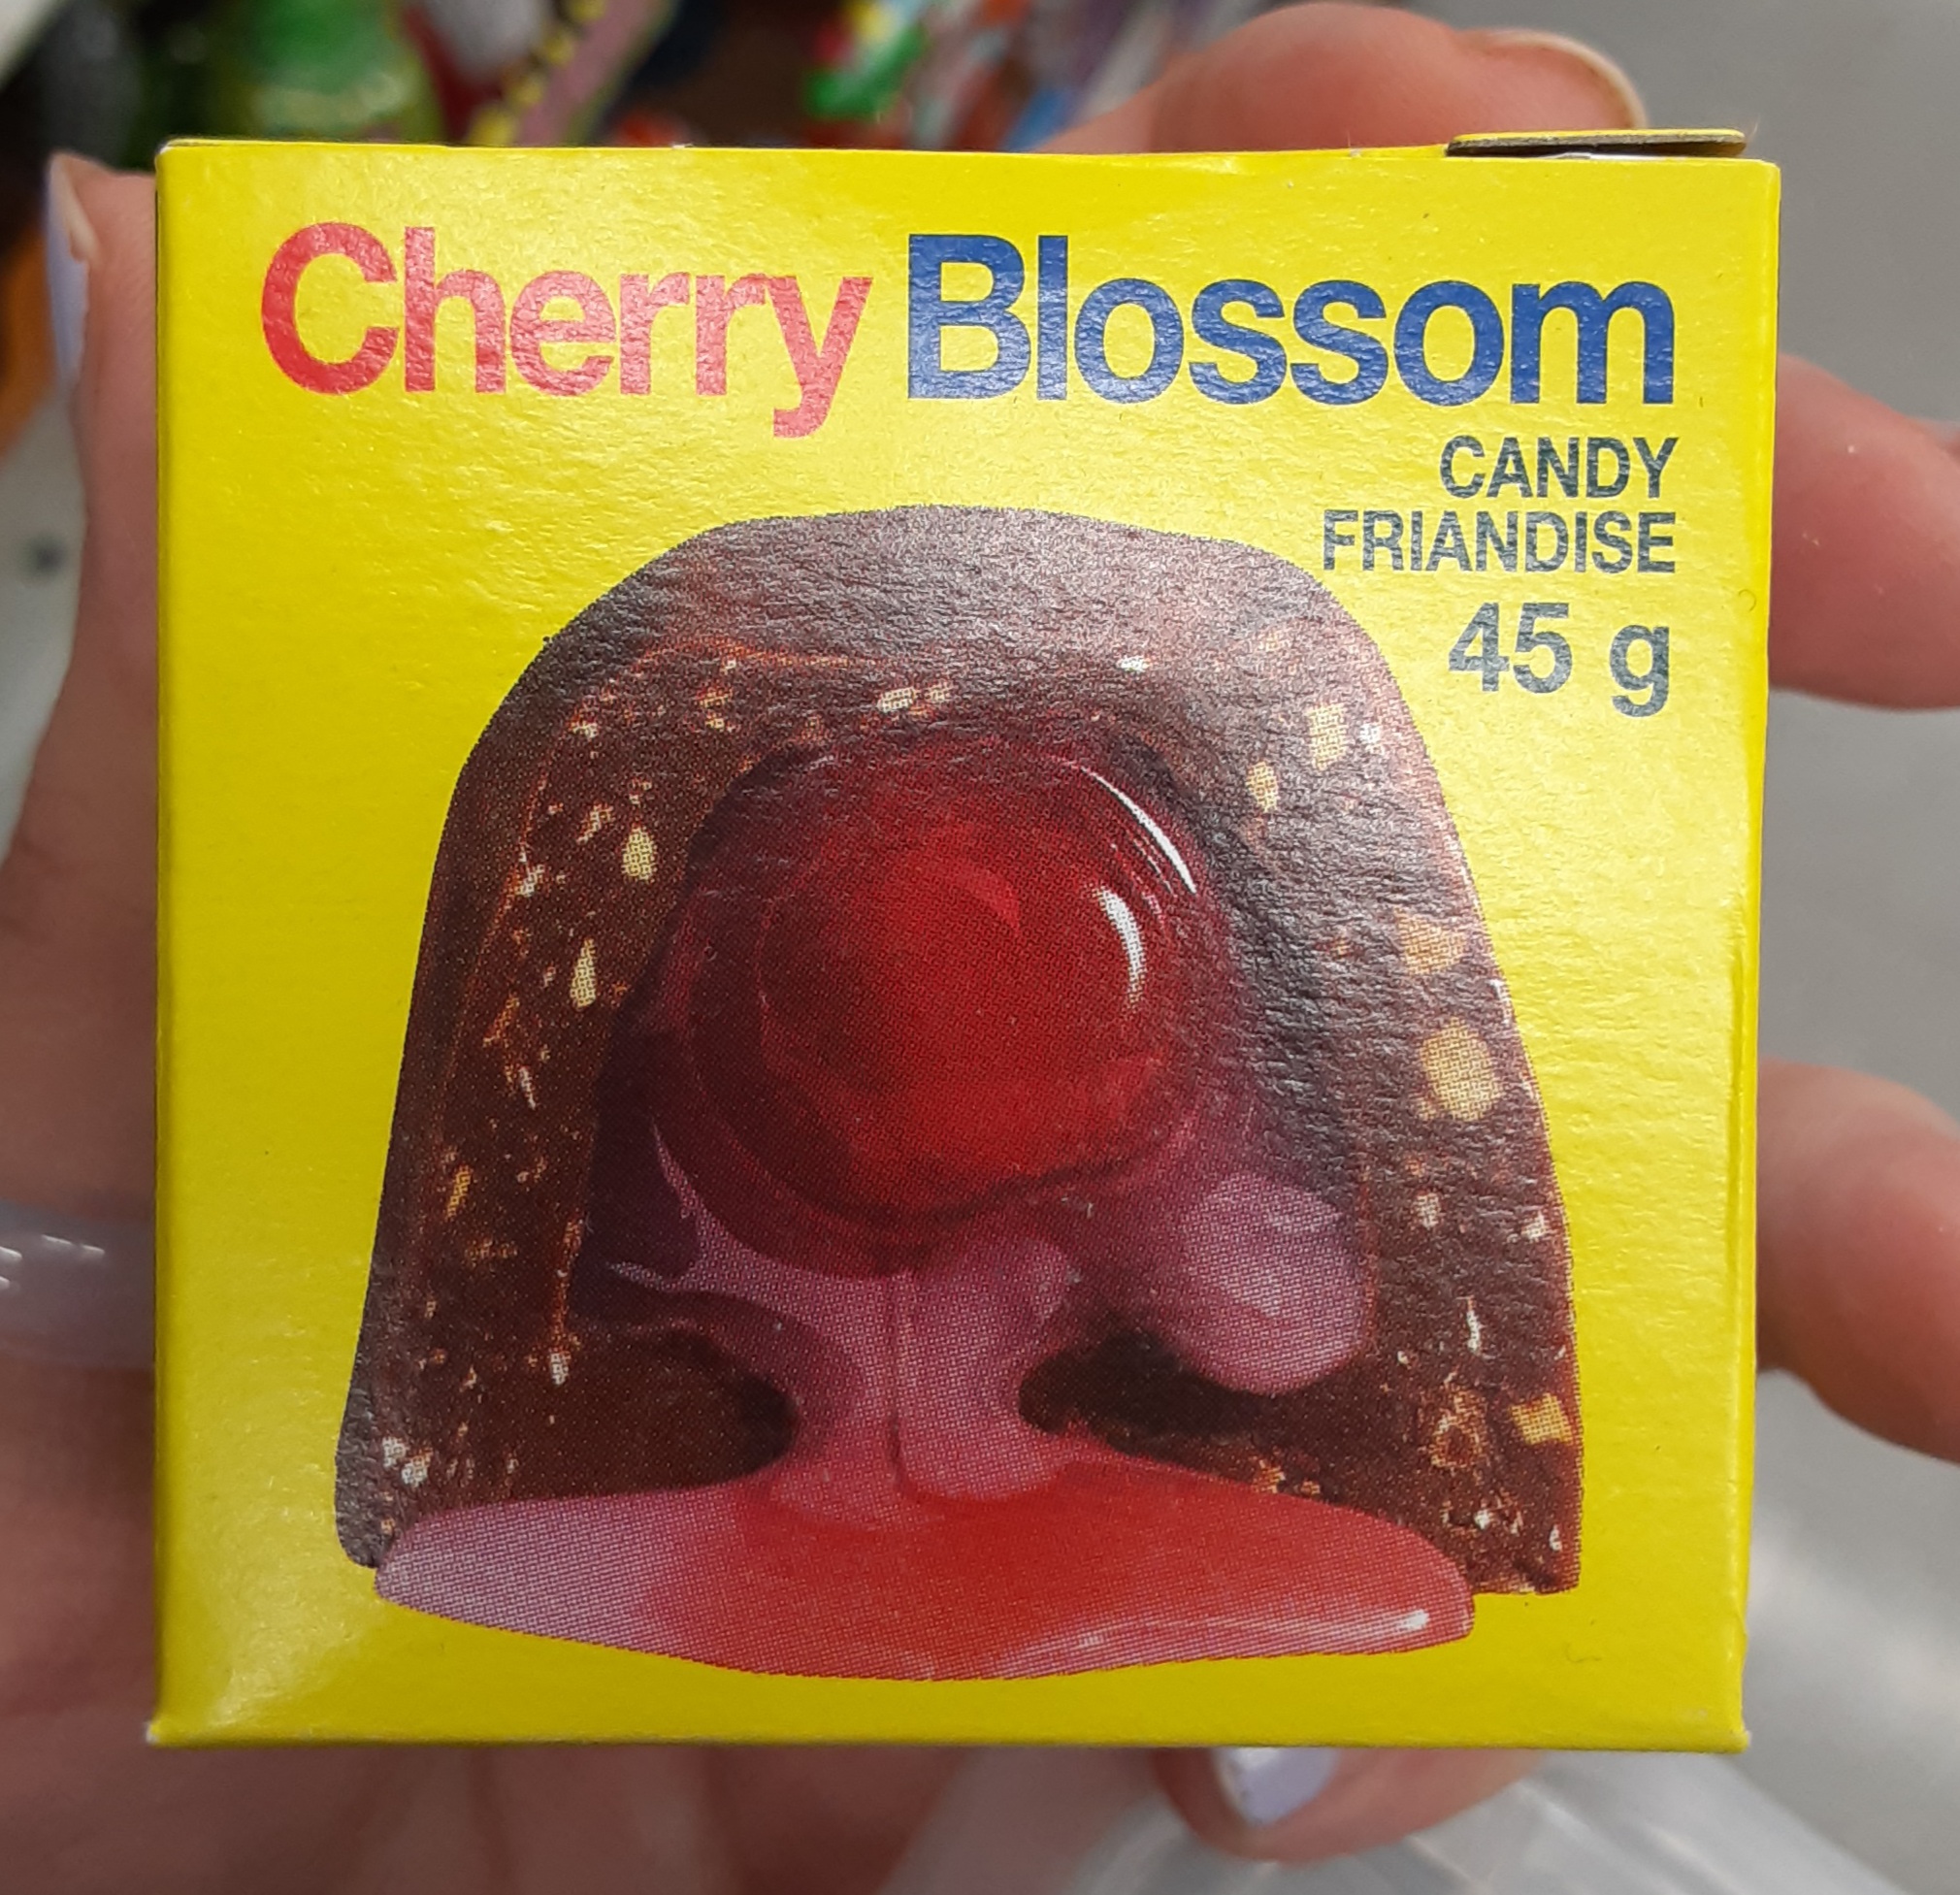 Cherry Blossom
CANDY
FRIANDISE
45 g